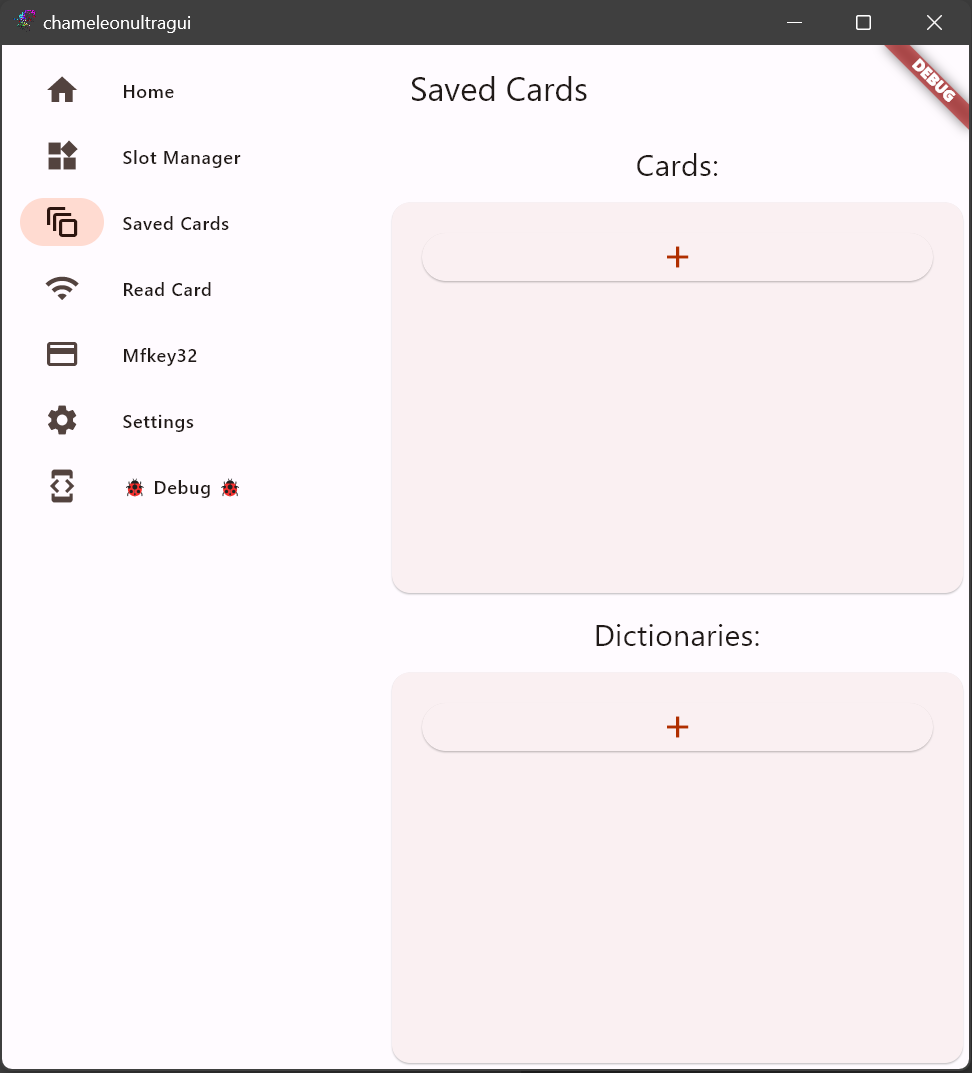 chameleonultragui
DEBUG
Home
Slot Manager
Saved Cards
Read Card
Mfkey32
Settings
🐞 Debug 🐞
Saved Cards
Cards:
+
Dictionaries:
+